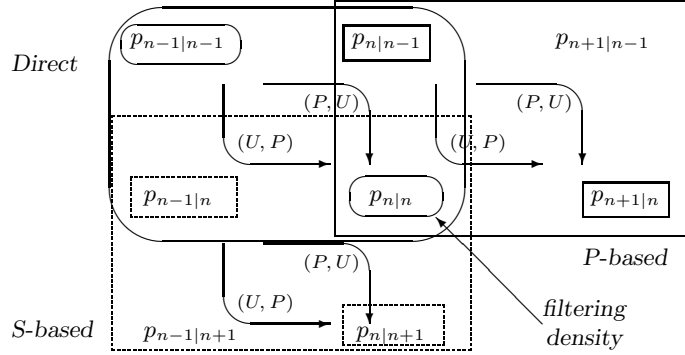 p_{n−1|n−1} p_{n|n−1} p_{n+1|n−1}
Direct
(P, U) (P, U)
(U, P) (U, P)
p_{n−1|n} p_{n|n} p_{n+1|n}
(P, U) P-based
(U, P) filtering
S-based p_{n−1|n+1} p_{n|n+1} density